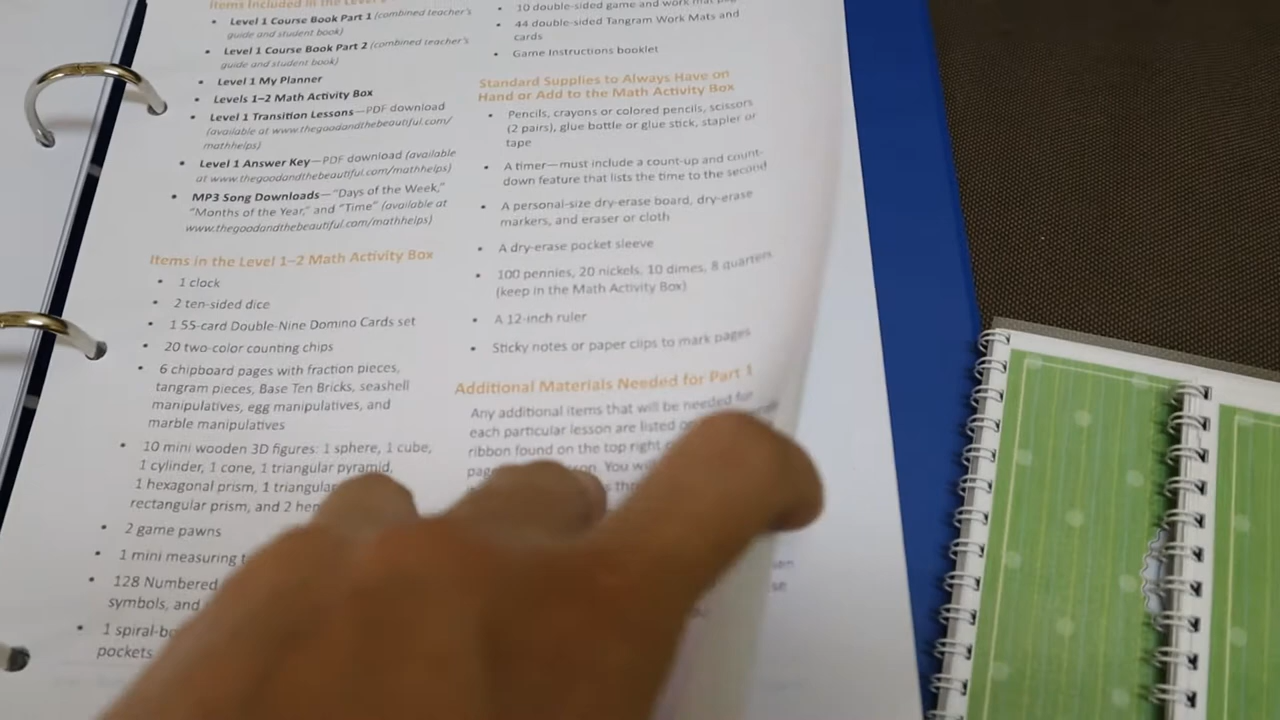 Items Included in the Level
• Level 1 Course Book Part 1 (combined teacher's
guide and student book)
• Level 1 Course Book Part 2 (combined teacher's
guide and student book)
• Level 1 My Planner
• Levels 1–2 Math Activity Box
• Level 1 Transition Lessons—PDF download
(available at www.thegoodandthebeautiful.com/
mathhelps)
• Level 1 Answer Key—PDF download (available
at www.thegoodandthebeautiful.com/mathhelps)
• MP3 Song Downloads—"Days of the Week,"
"Months of the Year," and "Time" (available at
www.thegoodandthebeautiful.com/mathhelps)
Items in the Level 1–2 Math Activity Box
• 1 clock
• 2 ten-sided dice
• 1 55-card Double-Nine Domino Cards set
• 20 two-color counting chips
• 6 chipboard pages with fraction pieces,
tangram pieces, Base Ten Bricks, seashell
manipulatives, egg manipulatives, and
marble manipulatives
• 10 mini wooden 3D figures: 1 sphere, 1 cube,
1 cylinder, 1 cone, 1 triangular pyramid,
1 hexagonal prism, 1 triangular
rectangular prism, and 2
• 2 game pawns
• 1 mini measuring
• 128 Numbered
symbols, and
• 1
pockets
• 10 double-sided game and work mat
• 44 double-sided Tangram Work Mats and
cards
• Game Instructions booklet
Standard Supplies to Always Have on
Hand or Add to the Math Activity Box
• Pencils, crayons or colored pencils, scissors
(2 pairs), glue bottle or glue stick, stapler or
tape
• A timer—must include a count-up and count-
down feature that lists the time to the second
• A personal-size dry-erase board, dry-erase
markers, and eraser or cloth
• A dry-erase pocket sleeve
• 100 pennies, 20 nickels, 10 dimes, 8 quarters
(keep in the Math Activity Box)
• A 12-inch ruler
• Sticky notes or paper clips to mark pages
Additional Materials Needed for Part 1
Any additional items that will be needed for
each particular lesson are listed
ribbon found on the top right
You